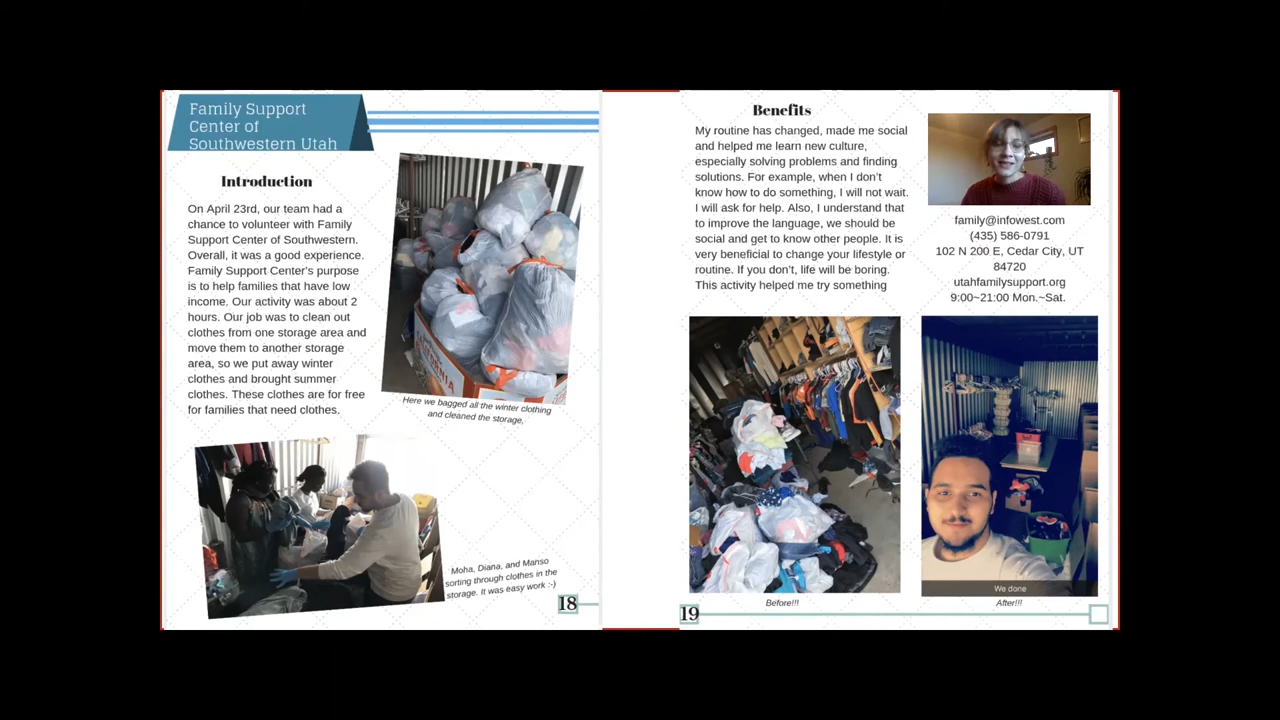 Family Support
Center of
Southwestern Utah
Introduction
On April 23rd, our team had a
chance to volunteer with Family
Support Center of Southwestern.
Overall, it was a good experience.
Family Support Center's purpose
is to help families that have low
income. Our activity was about 2
hours. Our job was to clean out
clothes from one storage area and
move them to another storage
area, so we put away winter
clothes and brought summer
clothes. These clothes are for free
for families that need clothes.
Here we bagged all the winter clothing
and cleaned the storage,
Moha, Diana, and Manso
sorting through clothes in the
storage. It was easy work :-)
18
Benefits
My routine has changed, made me social
and helped me learn new culture,
especially solving problems and finding
solutions. For example, when I don't
know how to do something, I will not wait.
I will ask for help. Also, I understand that
to improve the language, we should be
social and get to know other people. It is
very beneficial to change your lifestyle or
routine. If you don't, life will be boring.
This activity helped me try something
family@infowest.com
(435) 586-0791
102 N 200 E, Cedar City, UT
84720
utahfamilysupport.org
9:00~21:00 Mon.~Sat.
We done
Before!!!
After!!!
19